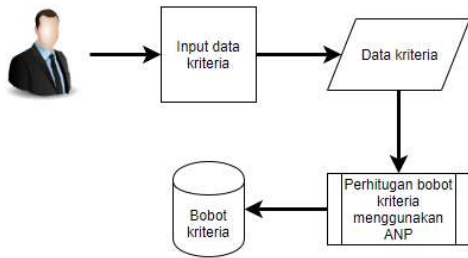 Input data
kriteria
Data kriteria
Perhitugan bobot
kriteria
menggunakan
ANP
Bobot
kriteria